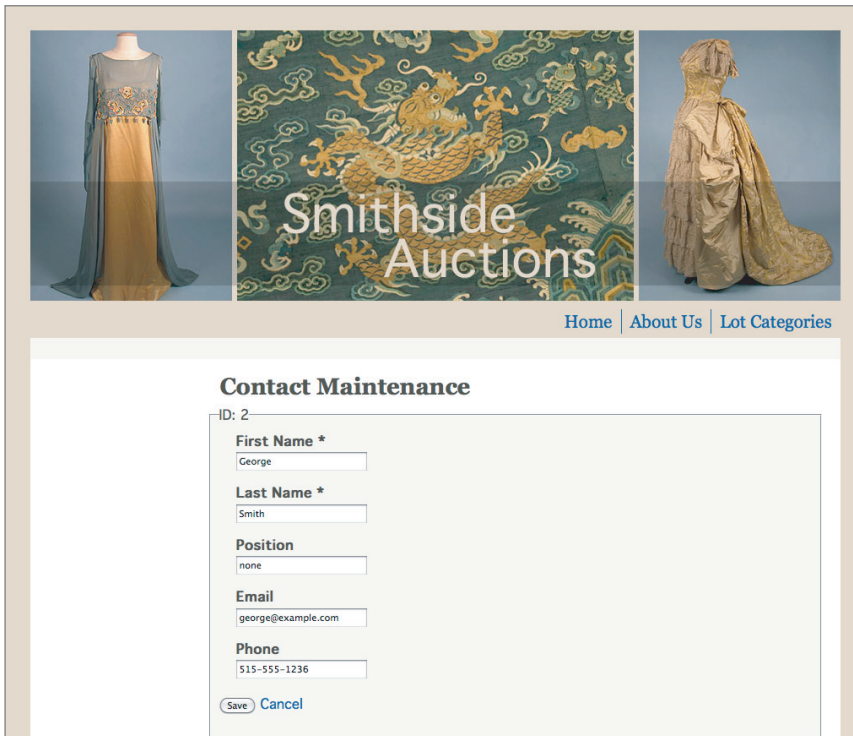 Smithside
Auctions
Home About Us Lot Categories
Contact Maintenance
ID: 2
First Name *
George
Last Name *
Smith
Position
none
Email
george@example.com
Phone
515-555-1236
Save Cancel